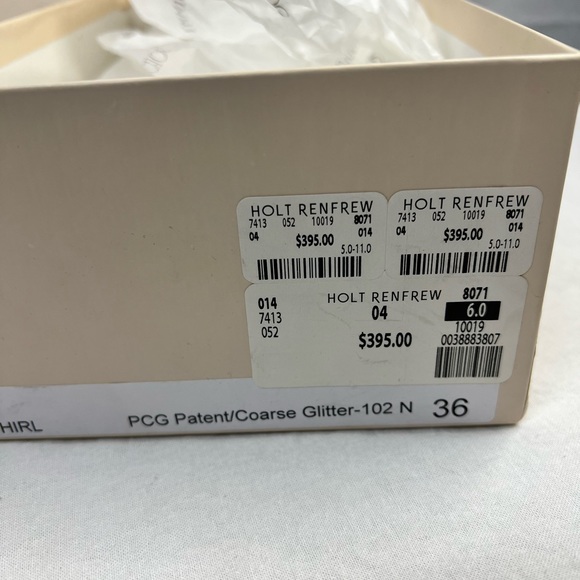 HOLT RENFREW
7413 052 10019 8071
04 $395.00 014
5.0-11.0
HOLT RENFREW
7413 052 10019 8071
04 $395.00 014
5.0-11.0
014 HOLT RENFREW 8071
7413 04 6.0
052 $395.00 10019
0038883807
HIRL PCG Patent/Coarse Glitter-102 N 36